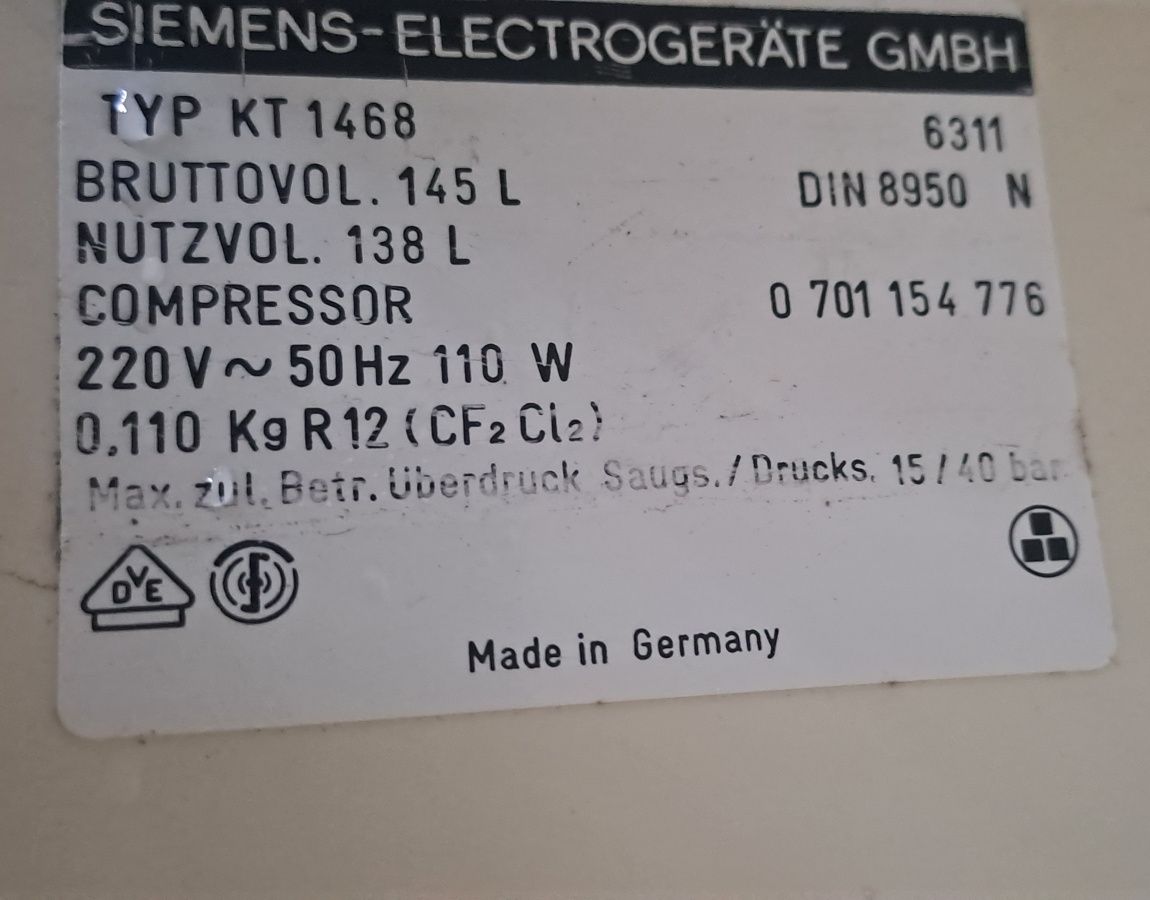 SIEMENS-ELECTROGERÄTE GMBH
TYP KT 1468 6311
BRUTTOVOL. 145 L DIN 8950 N
NUTZVOL. 138 L
COMPRESSOR 0 701 154 776
220 V ~ 50 Hz 110 W
0,110 Kg R 12 (CF₂ Cl₂)
Max. zul. Betr. Überdruck Saugs. / Drucks. 15 / 40 bar
DVE
Made in Germany